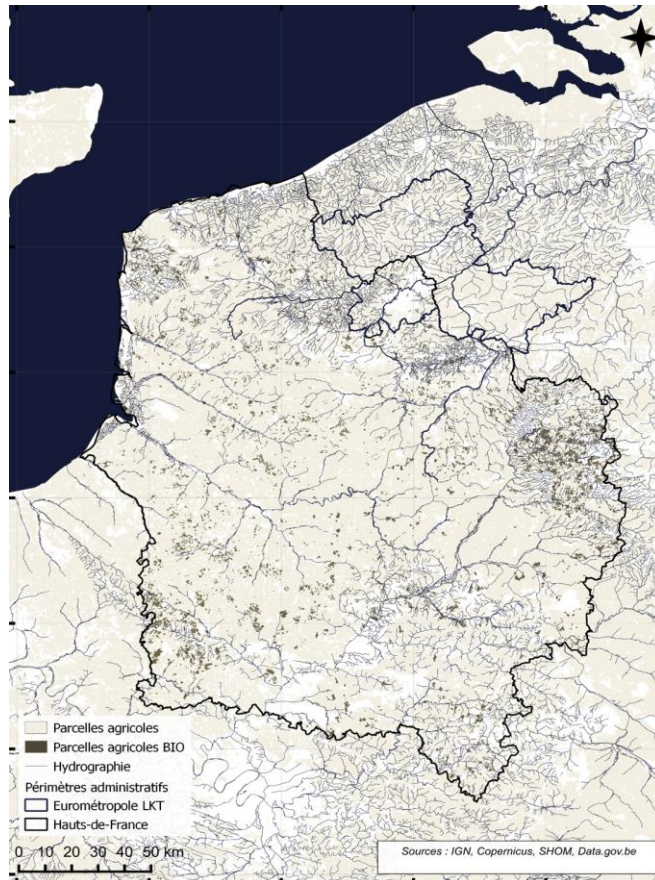 Parcelles agricoles
Parcelles agricoles BIO
Hydrographie
Périmètres administratifs
Eurométropole LKT
Hauts-de-France
0 10 20 30 40 50 km
Sources : IGN, Copernicus, SHOM, Data.gov.be